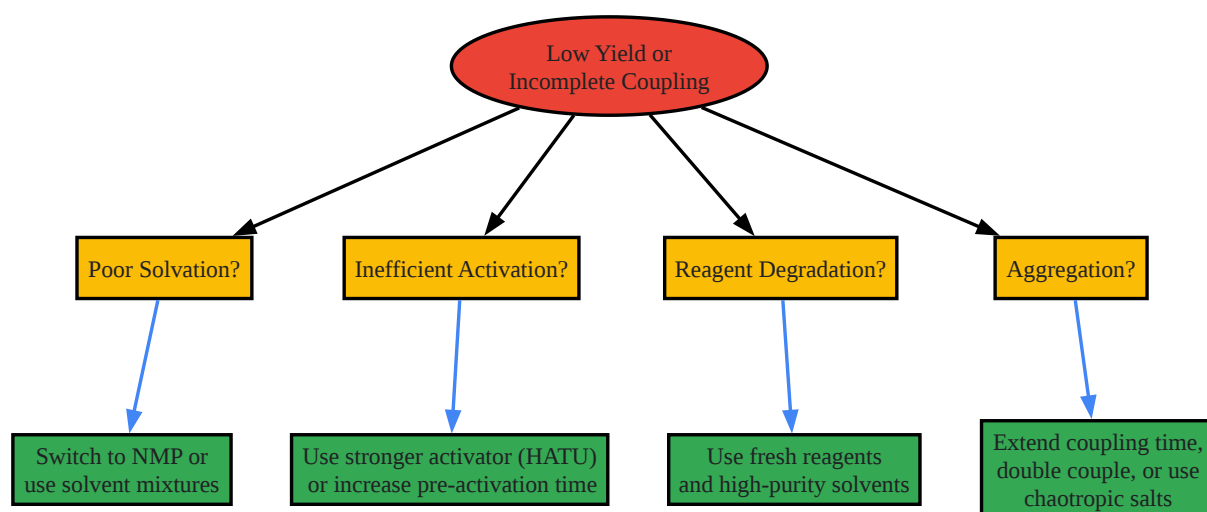 Low Yield or
Incomplete Coupling
Poor Solvation?
Inefficient Activation?
Reagent Degradation?
Aggregation?
Switch to NMP or
use solvent mixtures
Use stronger activator (HATU)
or increase pre-activation time
Use fresh reagents
and high-purity solvents
Extend coupling time,
double couple, or use
chaotropic salts